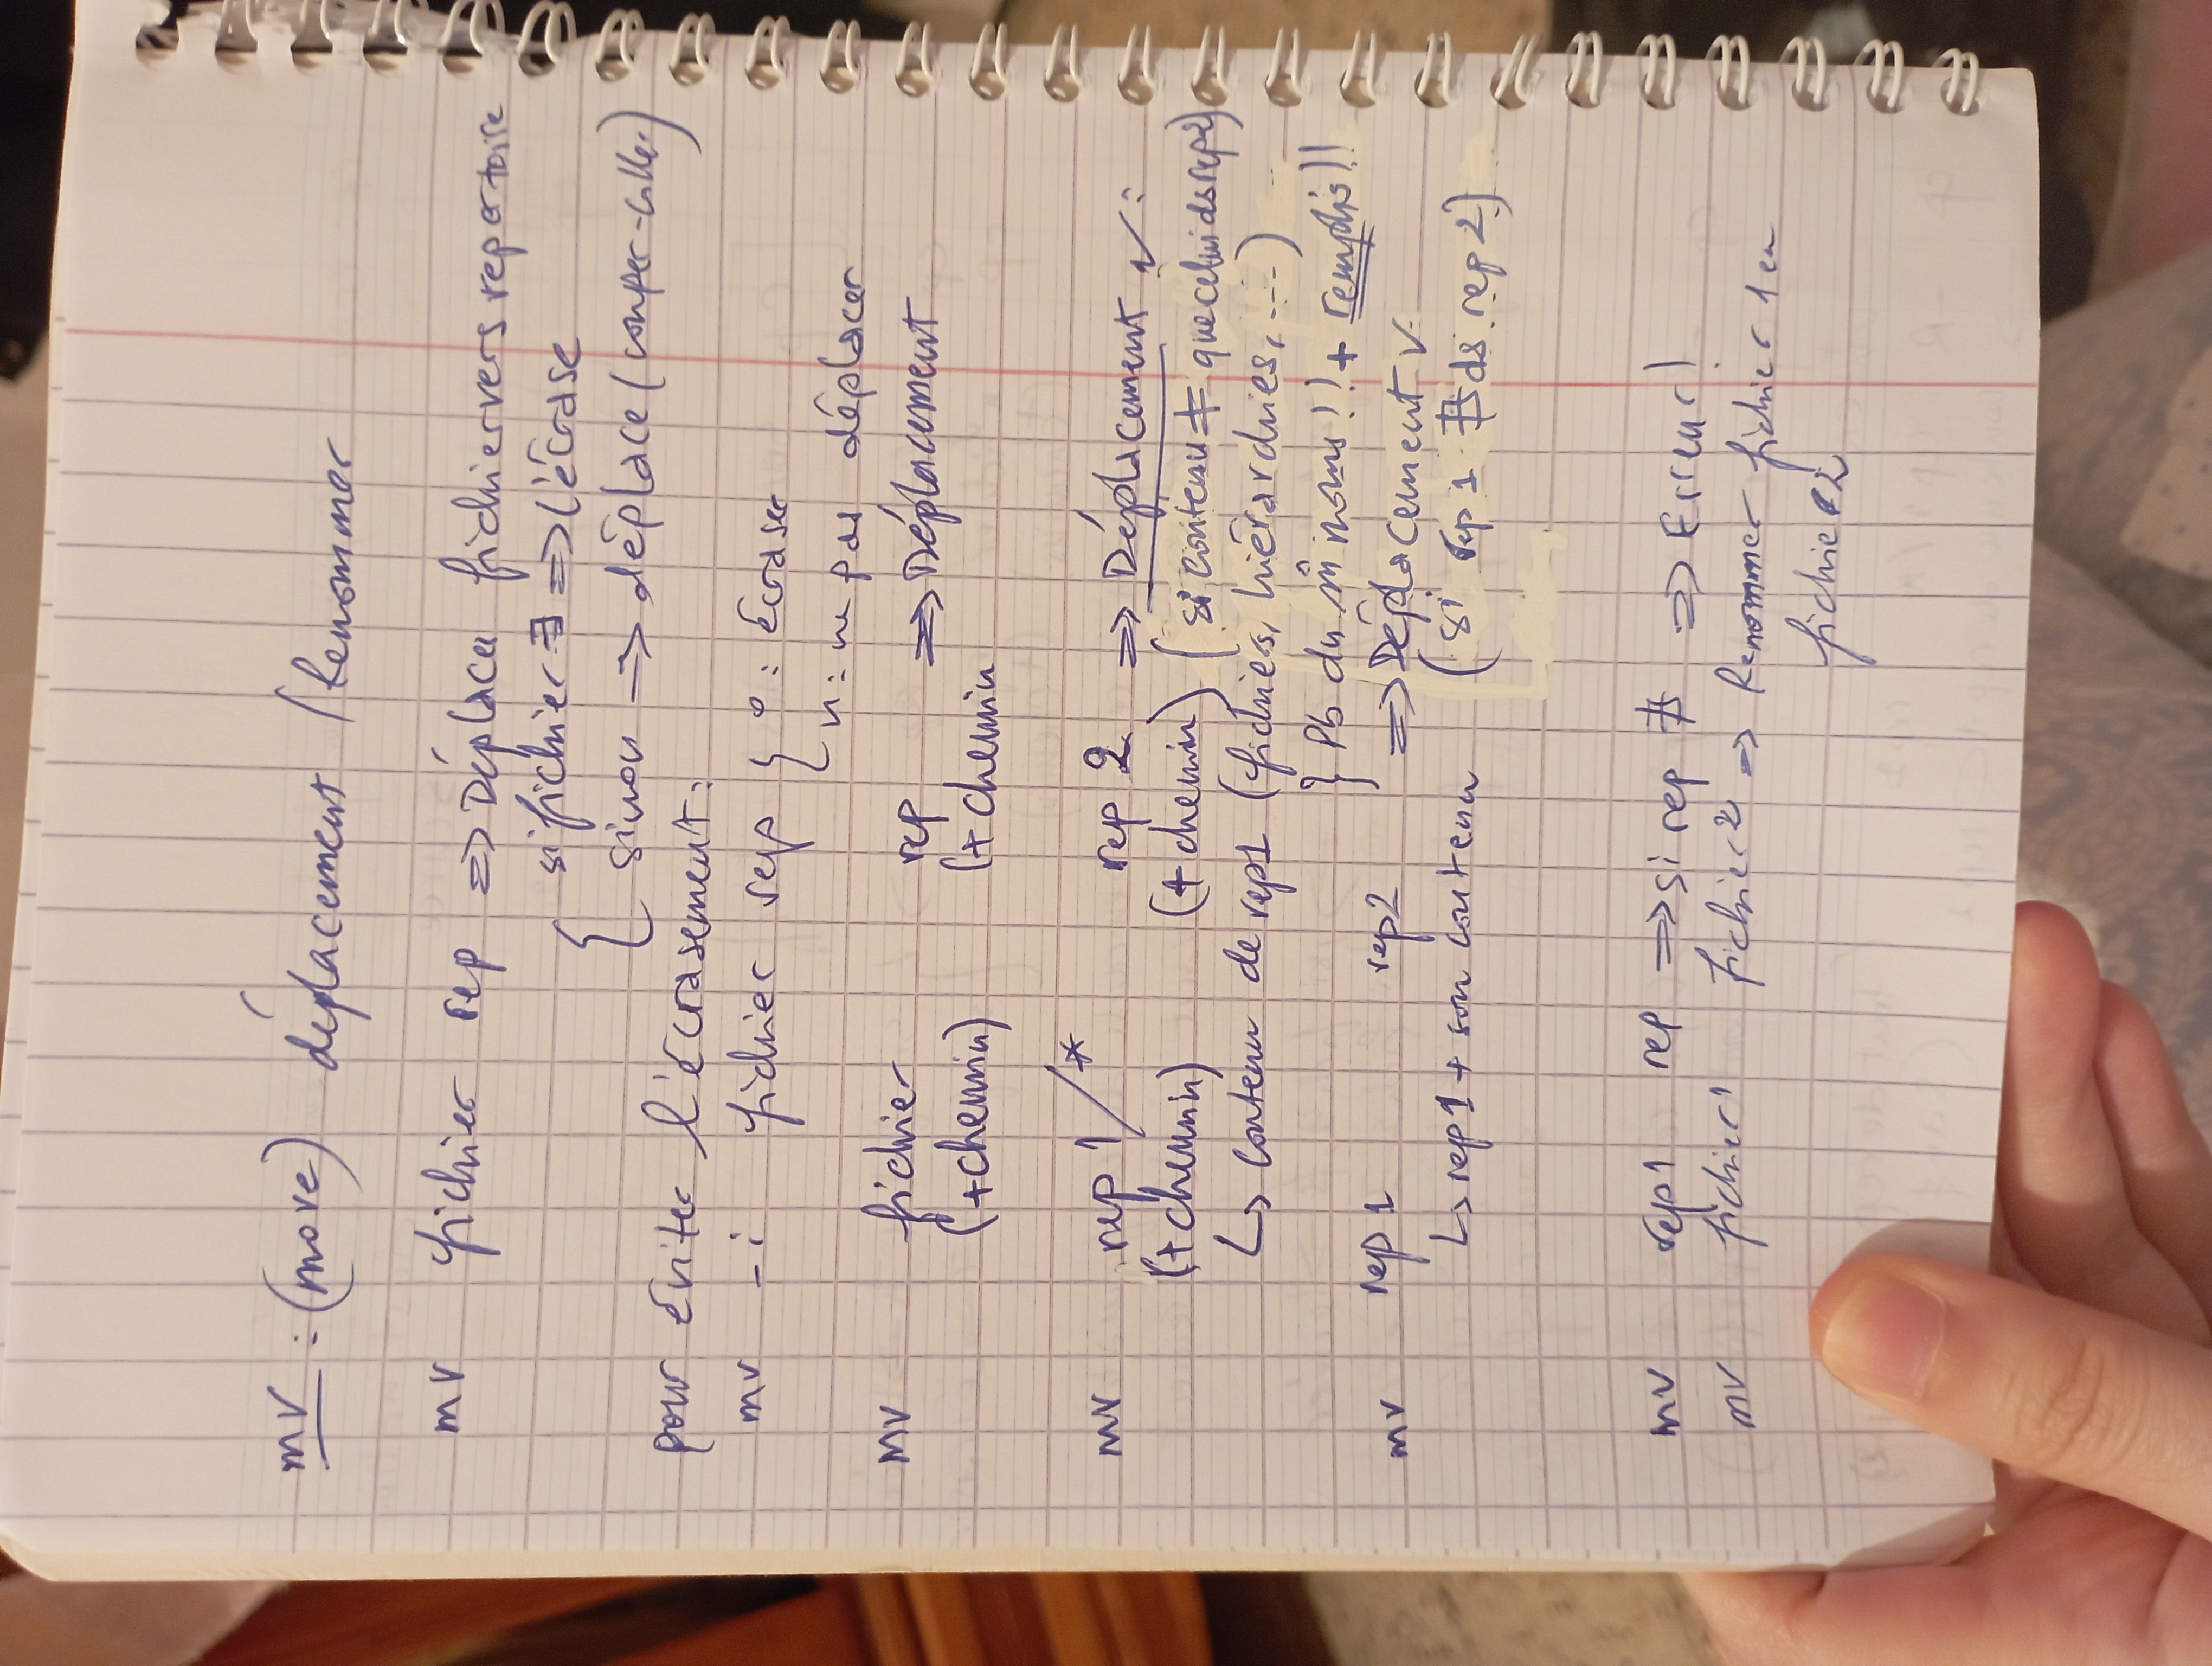 mv : (move) déplacement / Renommer
mv fichier rep => Déplacer fichier vers repertoire
si fichier ∃ => l'écrase
sinon => déplace (couper-coller)
pour éviter l'écrasement:
mv -i fichier rep { o : écraser
n : ne pas déplacer
mv fichier rep => Déplacement
(+chemin) (+ chemin
mv rep 1/* rep 2 => Déplacement ✓ :
(+ chemin) (+ chemin) (si contenu ≠ que celui ds rep2)
↳ contenu de rep1 (fichiers, hiérarchies, ...)
} Pb du m̂ noms !! + remplis !!
mv rep 1 rep2 => Déplacement ✓
↳ rep1 + son contenu (si rep 1 ∄ ds rep 2)
mv rep1 rep => si rep ∄ => Erreur !
mv fichier1 fichier2 => Renommer fichier 1 en
fichier2